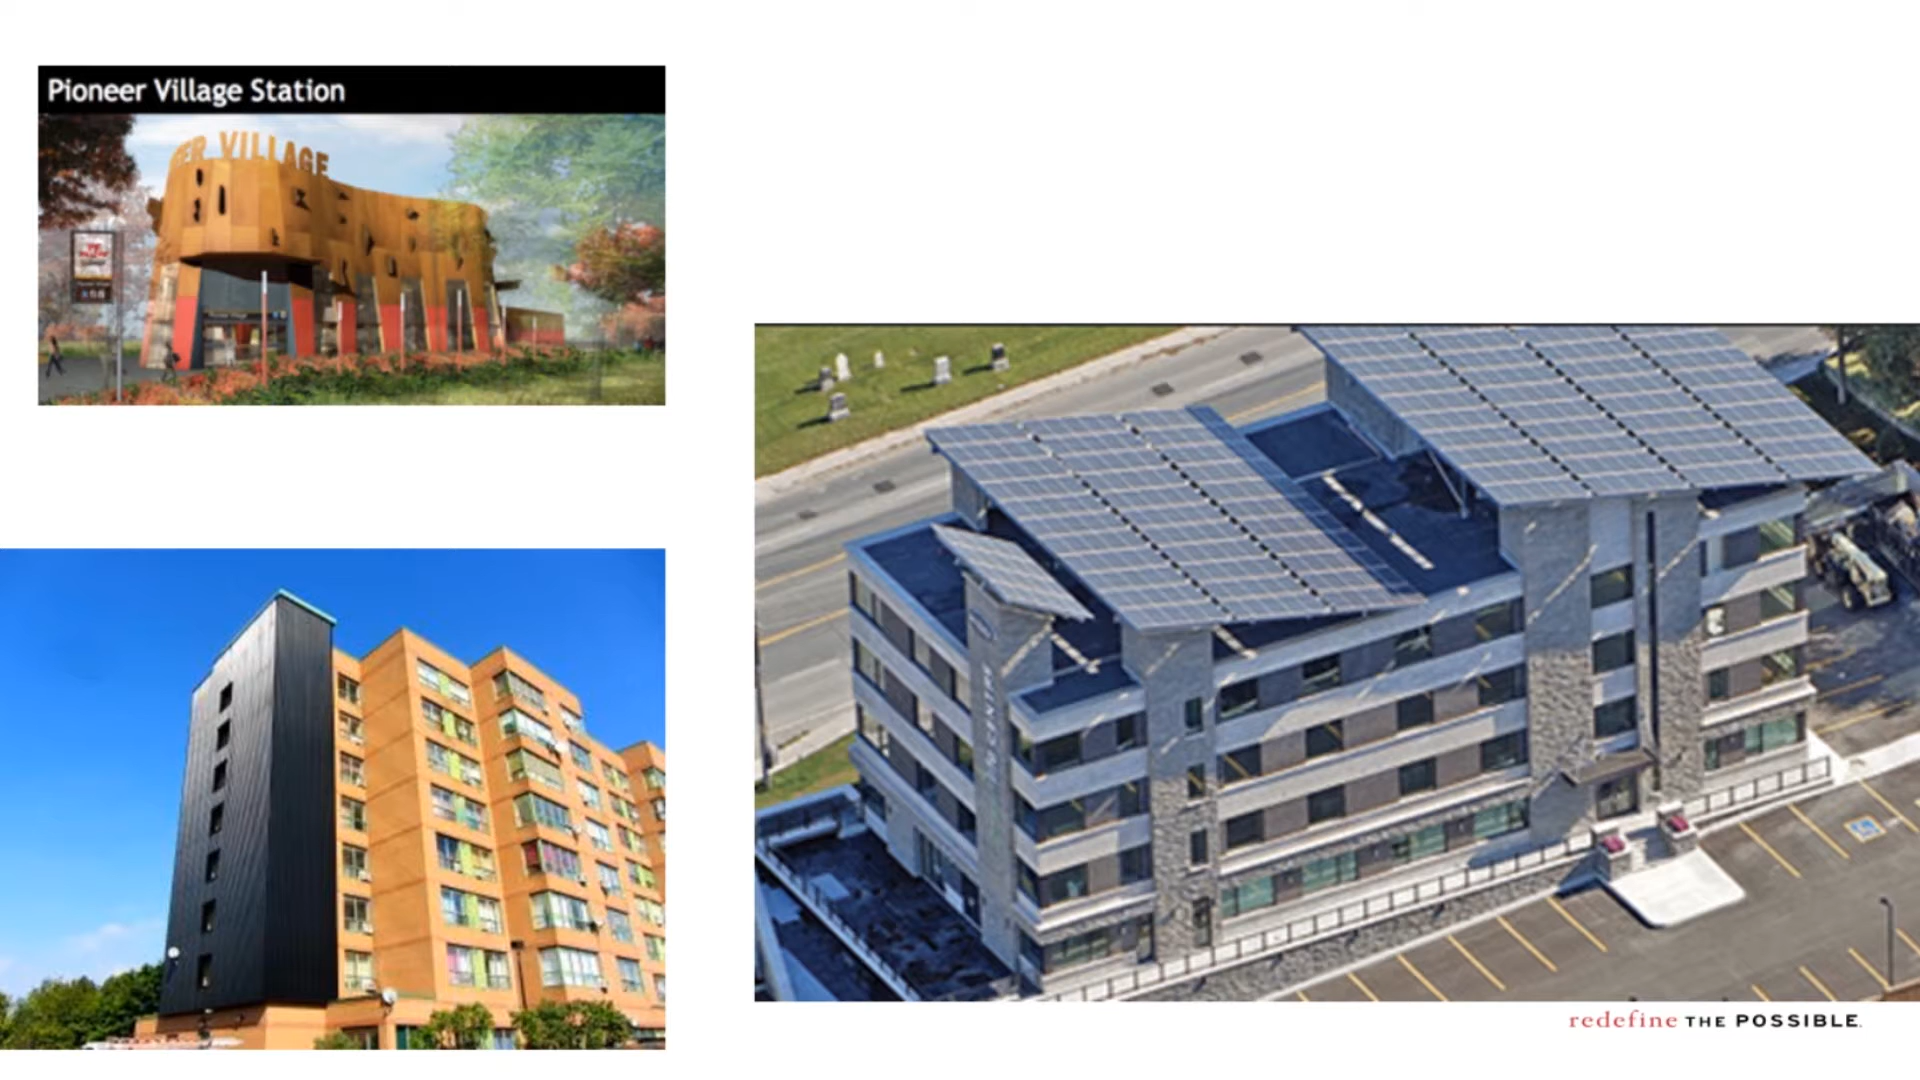 Pioneer Village Station
ER VILLAGE
redefine THE POSSIBLE.